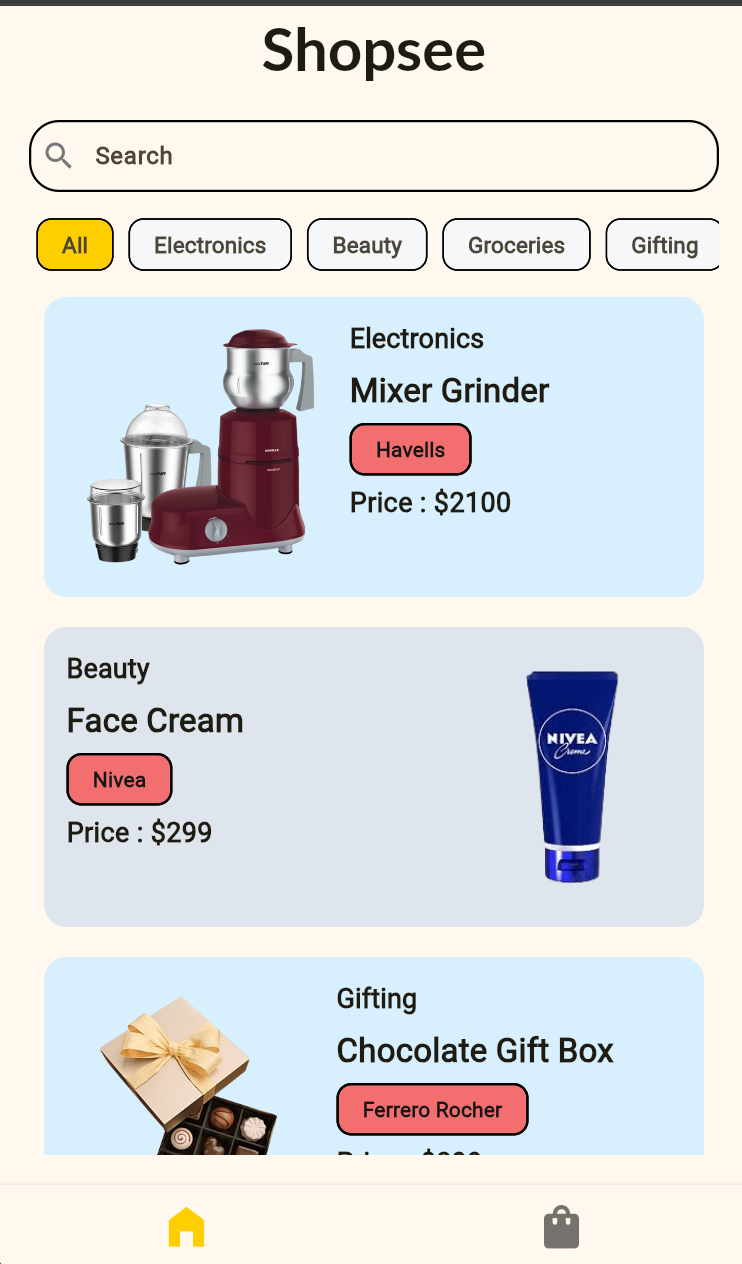 Shopsee
Search
All
Electronics
Beauty
Groceries
Gifting
Electronics
Mixer Grinder
Havells
Price : $2100
Beauty
Face Cream
Nivea
Price : $299
NIVEA
Creme
Gifting
Chocolate Gift Box
Ferrero Rocher